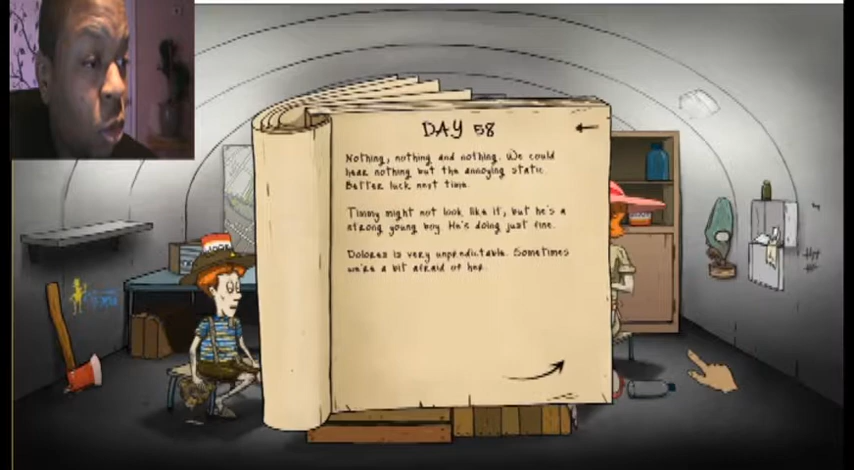 DAY 58
Nothing, nothing and nothing. We could
hear nothing but the annoying static.
Better luck next time.
Timmy might not look like it, but he's a
strong young boy. He's doing just fine.
Dolores is very unpredictable. Sometimes
we're a bit afraid of her.